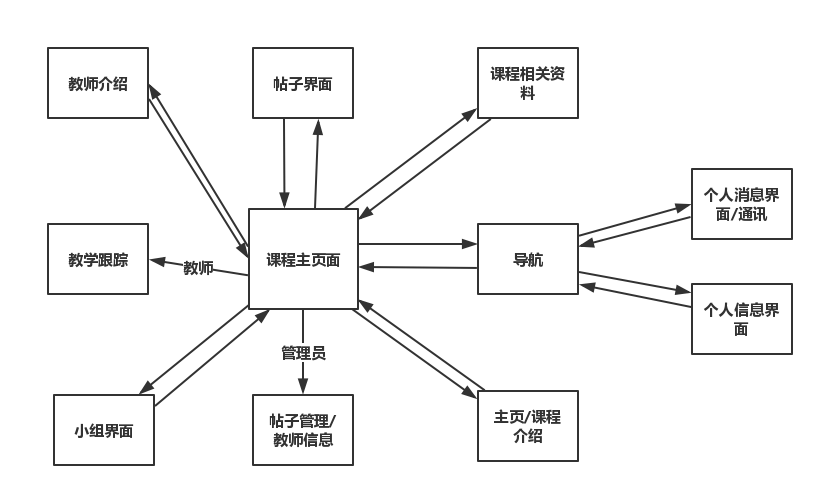 教师介绍
帖子界面
课程相关资
料
个人消息界
面/通讯
教学跟踪
教师
课程主页面
导航
个人信息界
面
管理员
小组界面
帖子管理/
教师信息
主页/课程
介绍